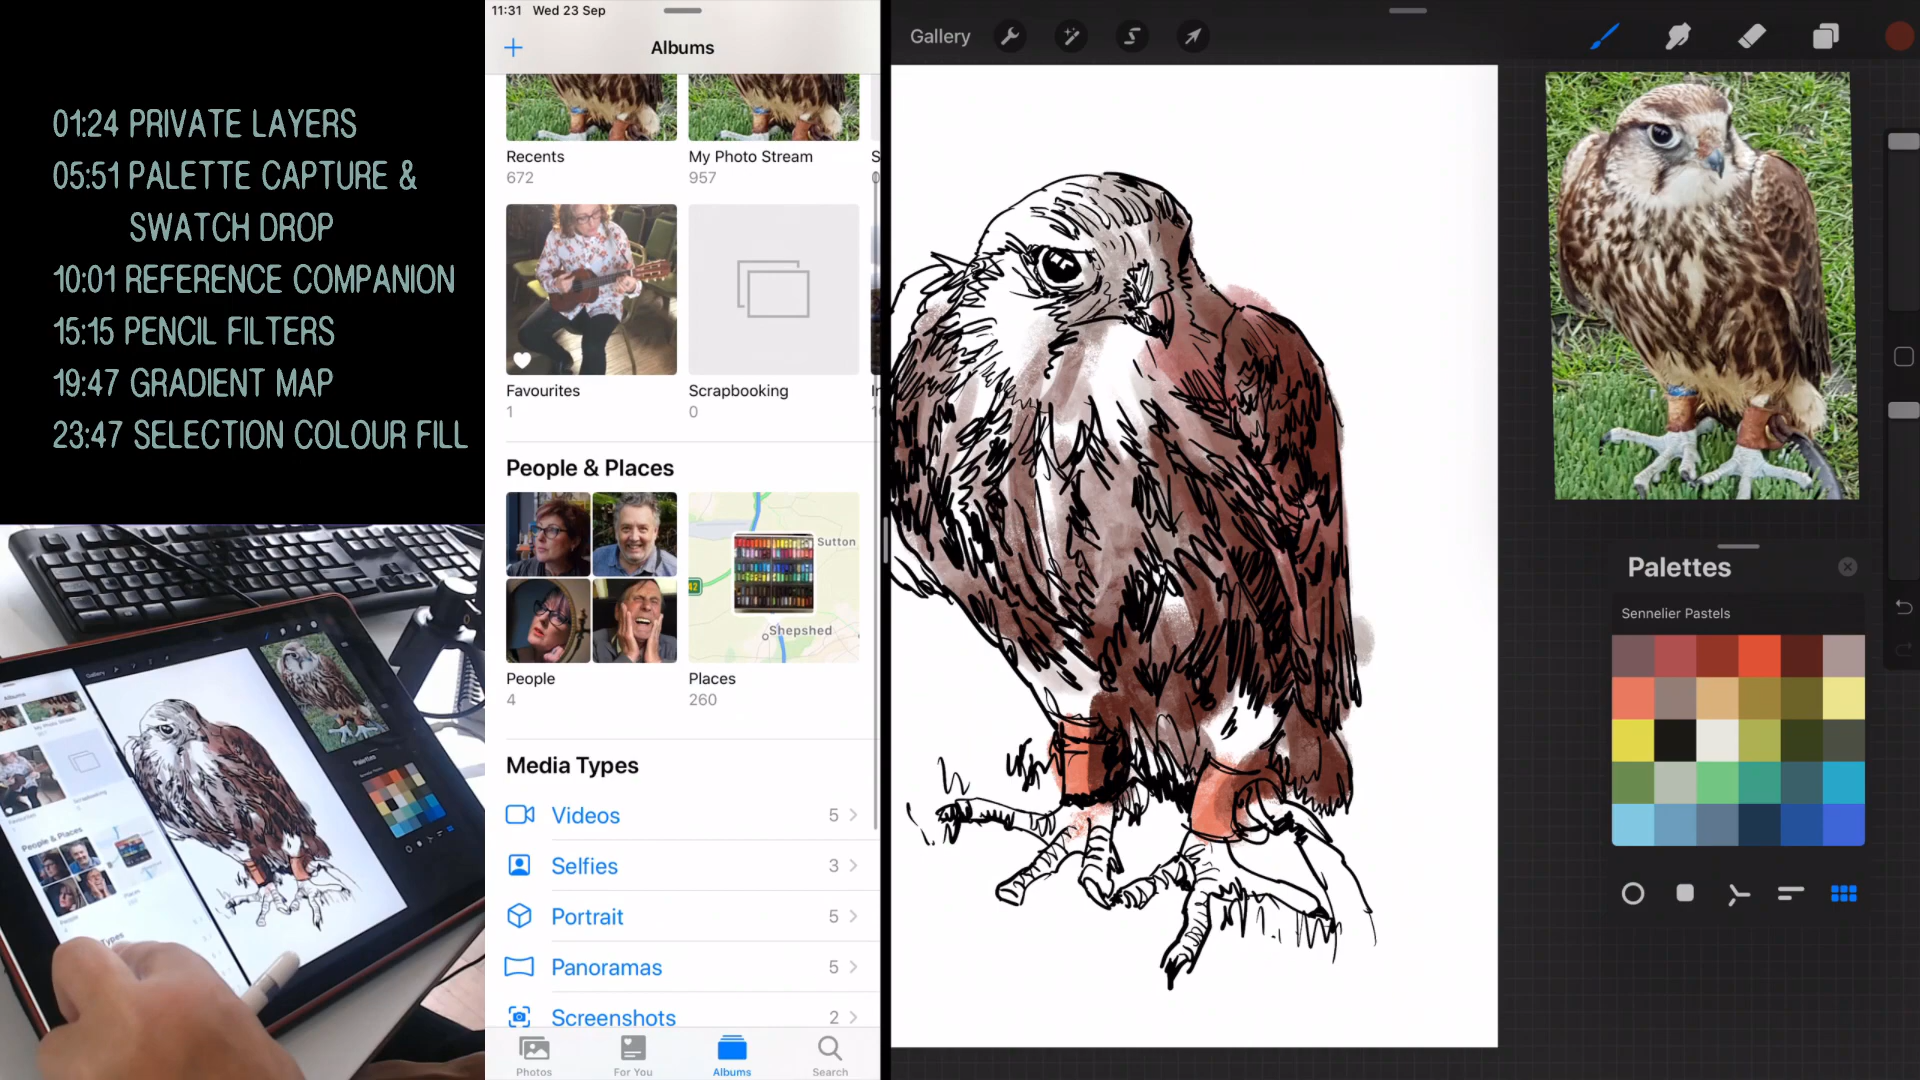 01:24 PRIVATE LAYERS
05:51 PALETTE CAPTURE &
SWATCH DROP
10:01 REFERENCE COMPANION
15:15 PENCIL FILTERS
19:47 GRADIENT MAP
23:47 SELECTION COLOUR FILL
11:31 Wed 23 Sep
Albums
Recents
672
My Photo Stream
957
Favourites
1
Scrapbooking
0
People & Places
Sutton
42
Shepshed
People
4
Places
260
Media Types
Videos 5
Selfies 3
Portrait 5
Panoramas 5
Screenshots 2
Photos
For You
Albums
Search
Gallery
Palettes
Sennelier Pastels